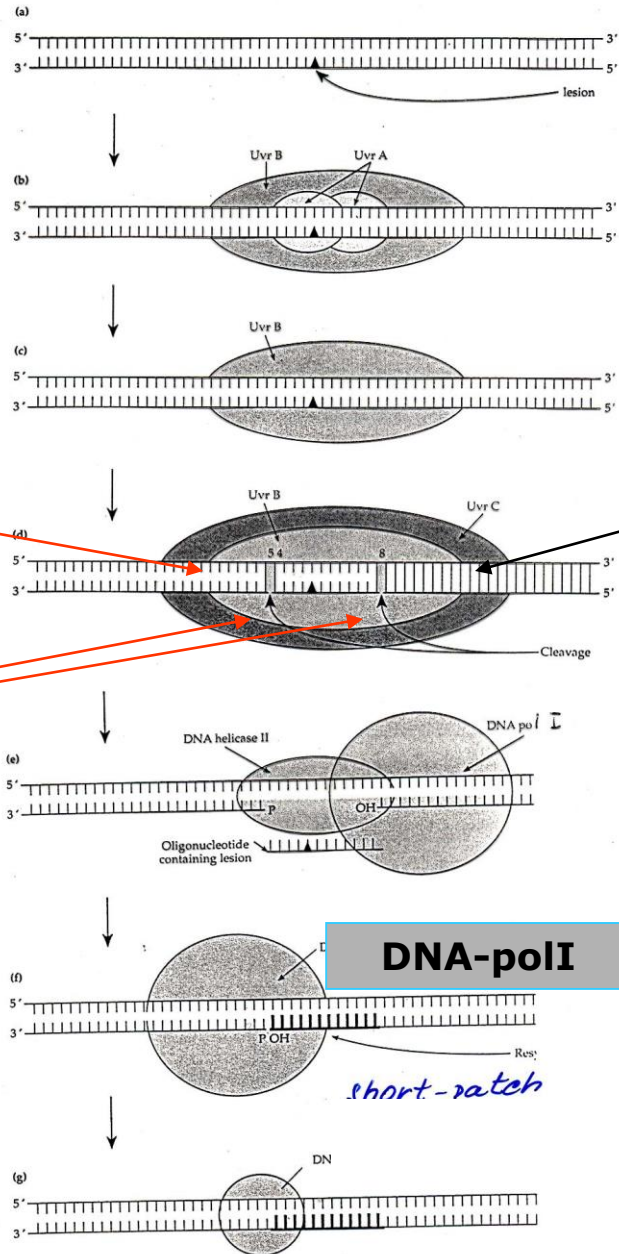 (a)
5' 3'
3' 5'
lesion
Uvr B Uvr A
(b)
5' 3'
3' 5'
Uvr B
(c)
5' 3'
3' 5'
Uvr B Uvr C
(d)
5 4 8
5' 3'
3' 5'
Cleavage
DNA helicase II DNA pol I
(e)
5'
3' P OH
Oligonucleotide
containing lesion
D
DNA-polI
(f)
5'
3' P OH
Res
short-patch
DN
(g)
5'
3'